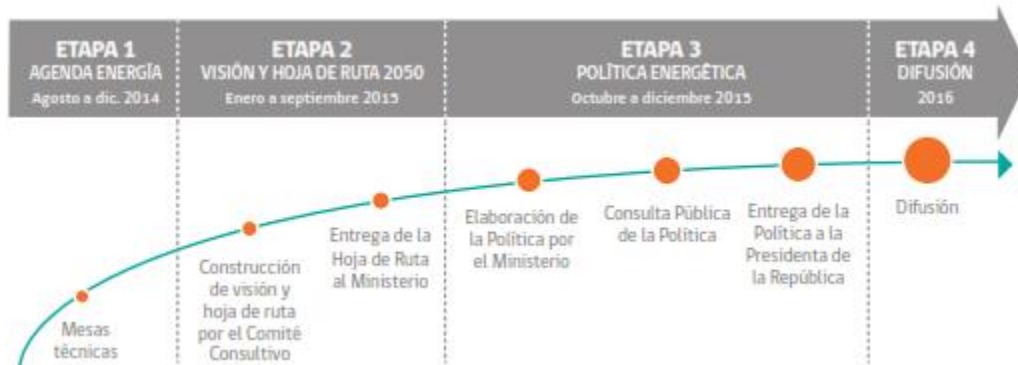 ETAPA 1
AGENDA ENERGÍA
Agosto a dic. 2014
ETAPA 2
VISIÓN Y HOJA DE RUTA 2050
Enero a septiembre 2015
ETAPA 3
POLÍTICA ENERGÉTICA
Octubre a diciembre 2015
ETAPA 4
DIFUSIÓN
2016
Mesas
técnicas
Construcción
de visión y
hoja de ruta
por el Comité
Consultivo
Entrega de la
Hoja de Ruta
al Ministerio
Elaboración de
la Política por
el Ministerio
Consulta Pública
de la Política
Entrega de la
Política a la
Presidenta de
la República
Difusión